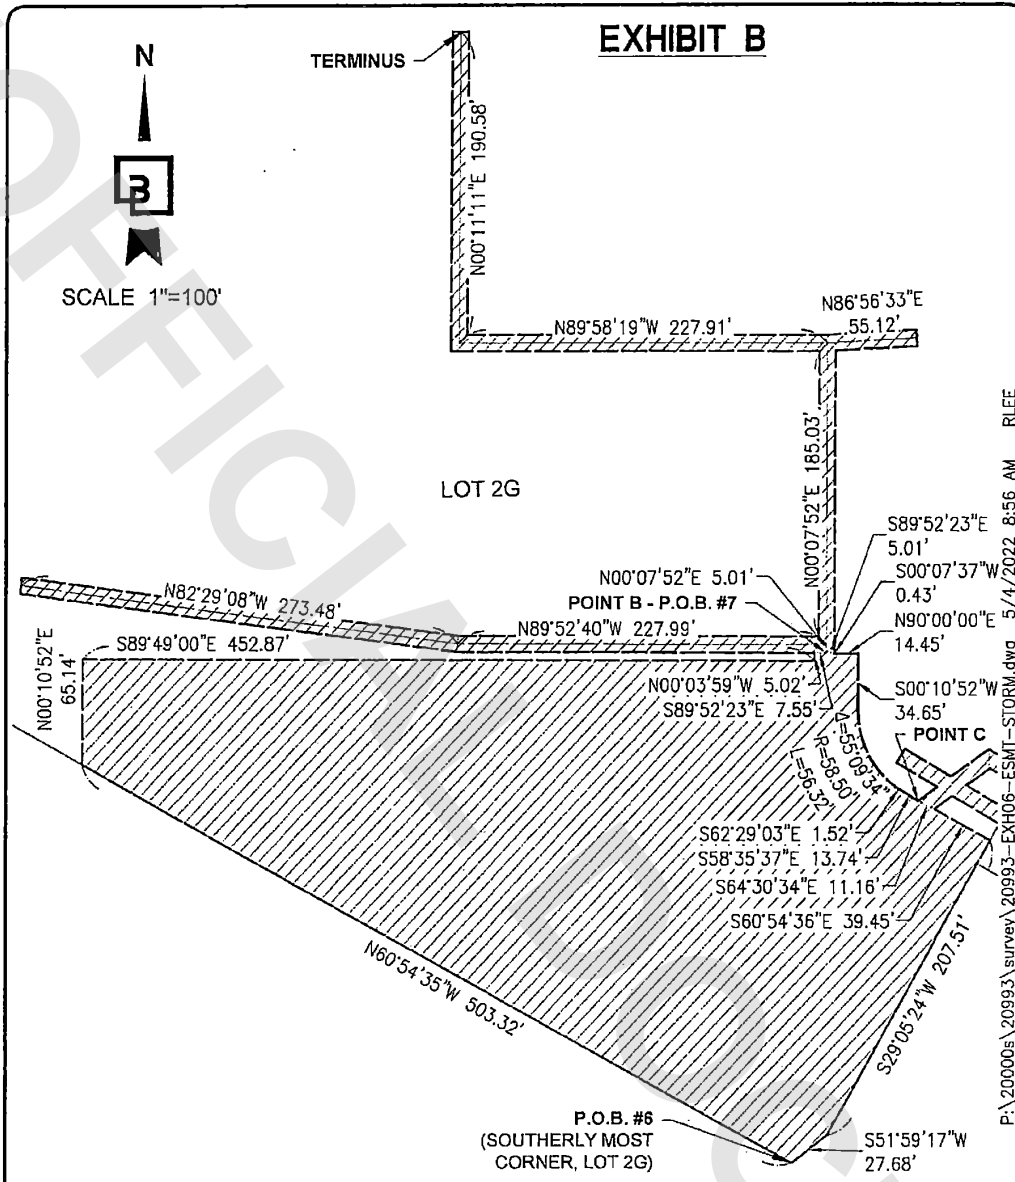 EXHIBIT B
N
3
SCALE 1"=100'
TERMINUS
N00°11'11"E 190.58'
N89°58'19"W 227.91'
N86°56'33"E
55.12'
N00°07'52"E 185.03'
LOT 2G
S89°52'23"E
5.01'
S00°07'37"W
0.43'
N90°00'00"E
14.45'
N00°07'52"E 5.01'
POINT B - P.O.B. #7
N82°29'08"W 273.48'
N89°52'40"W 227.99'
S89°49'00"E 452.87'
N00°10'52"E
65.14'
N00°03'59"W 5.02'
S89°52'23"E 7.55'
S00°10'52"W
34.65'
POINT C
Δ=55°09'34"
R=58.50'
L=56.32'
S62°29'03"E 1.52'
S58°35'37"E 13.74'
S64°30'34"E 11.16'
S60°54'36"E 39.45'
N60°54'35"W 503.32'
S29°05'24"W 207.51'
P.O.B. #6
(SOUTHERLY MOST
CORNER, LOT 2G)
S51°59'17"W
27.68'
P:\20000s\20993\survey\20993-EXH06-ESMT-STORM.dwg 5/4/2022 8:56 AM RLEE
OFFICIAL DOC